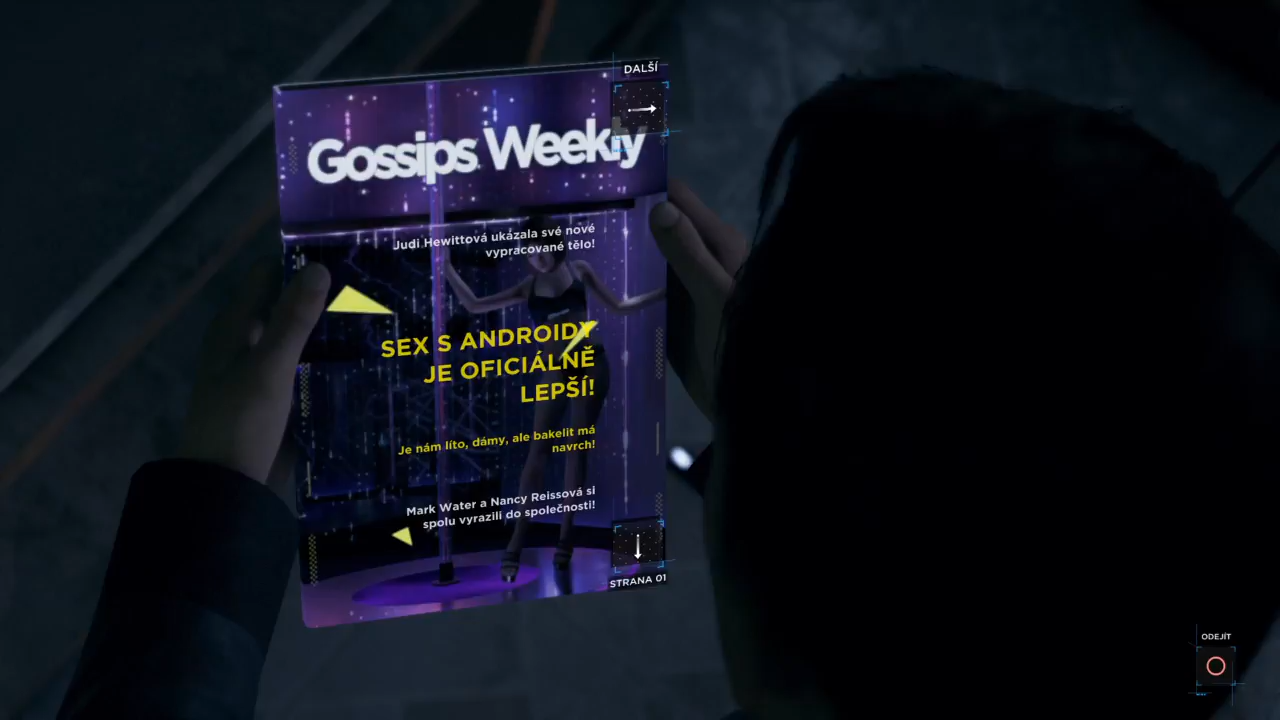 DALŠÍ
Gossips Weekly
Judi Hewittová ukázala své nové
vypracované tělo!
SEX S ANDROIDY
JE OFICIÁLNĚ
LEPŠÍ!
Je nám líto, dámy, ale bakelit má
navrch!
Mark Water a Nancy Reissová si
spolu vyrazili do společnosti!
STRANA 01
ODEJÍT